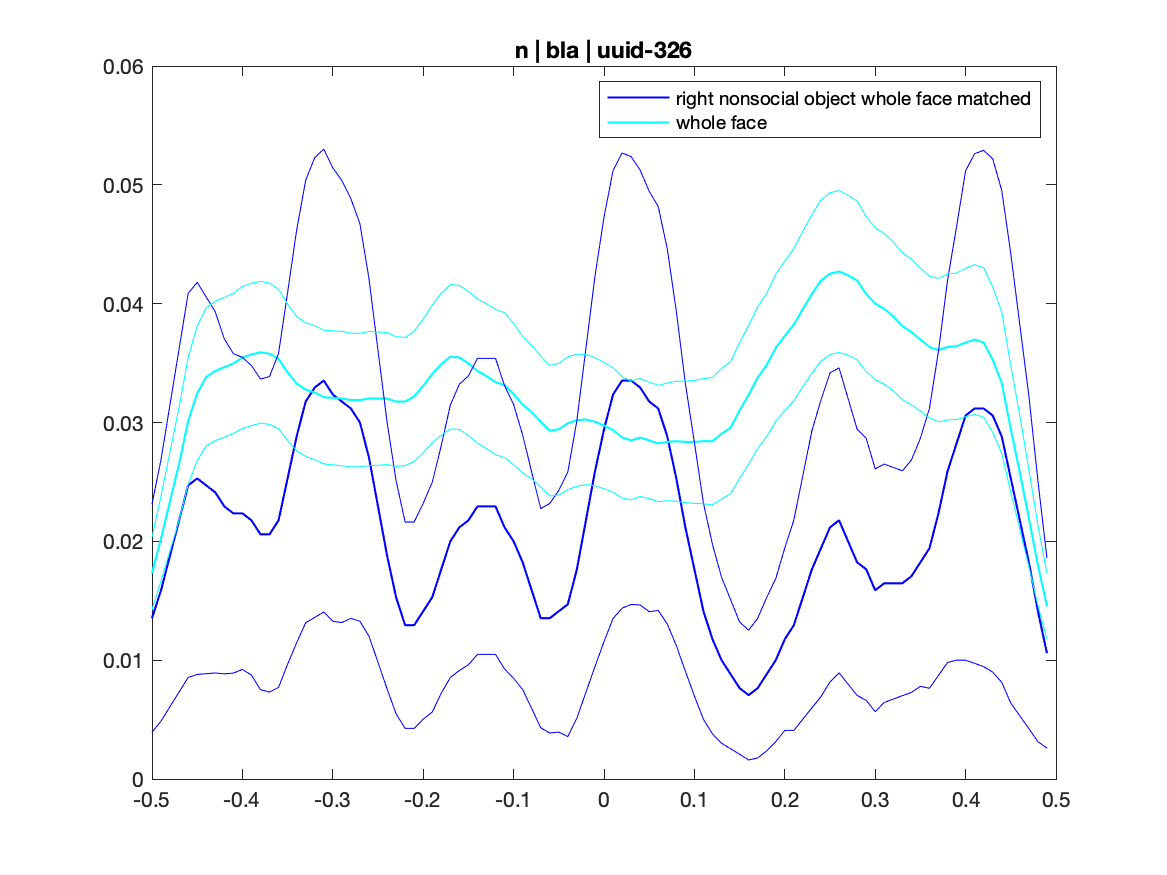 n | bla | uuid-326
right nonsocial object whole face matched
whole face
0.06
0.05
0.04
0.03
0.02
0.01
0
-0.5 -0.4 -0.3 -0.2 -0.1 0 0.1 0.2 0.3 0.4 0.5